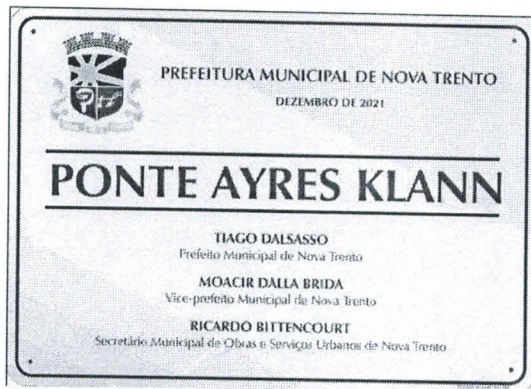 PREFEITURA MUNICIPAL DE NOVA TRENTO
DEZEMBRO DE 2021
PONTE AYRES KLANN
TIAGO DALSASSO
Prefeito Municipal de Nova Trento
MOACIR DALLA BRIDA
Vice-prefeito Municipal de Nova Trento
RICARDO BITTENCOURT
Secretário Municipal de Obras e Serviços Urbanos de Nova Trento